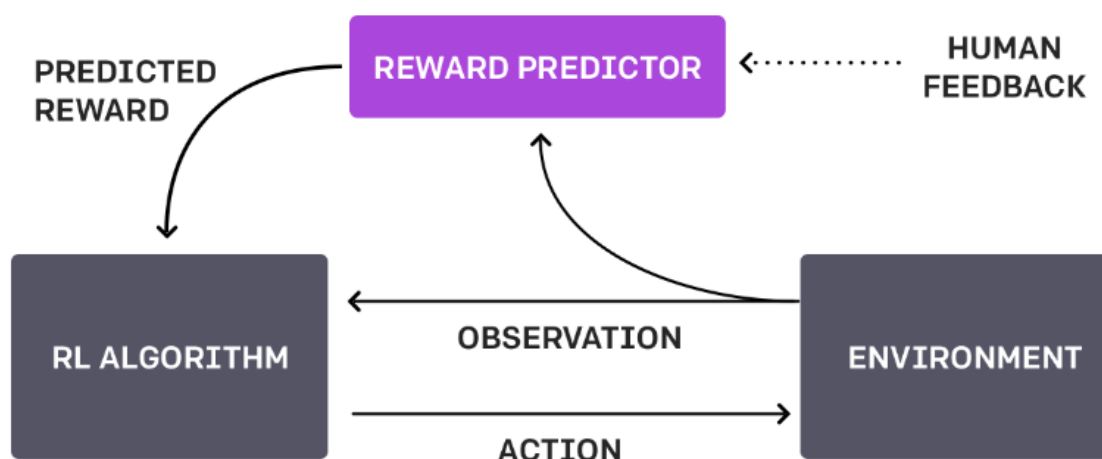 REWARD PREDICTOR
HUMAN
FEEDBACK
PREDICTED
REWARD
OBSERVATION
RL ALGORITHM
ENVIRONMENT
ACTION